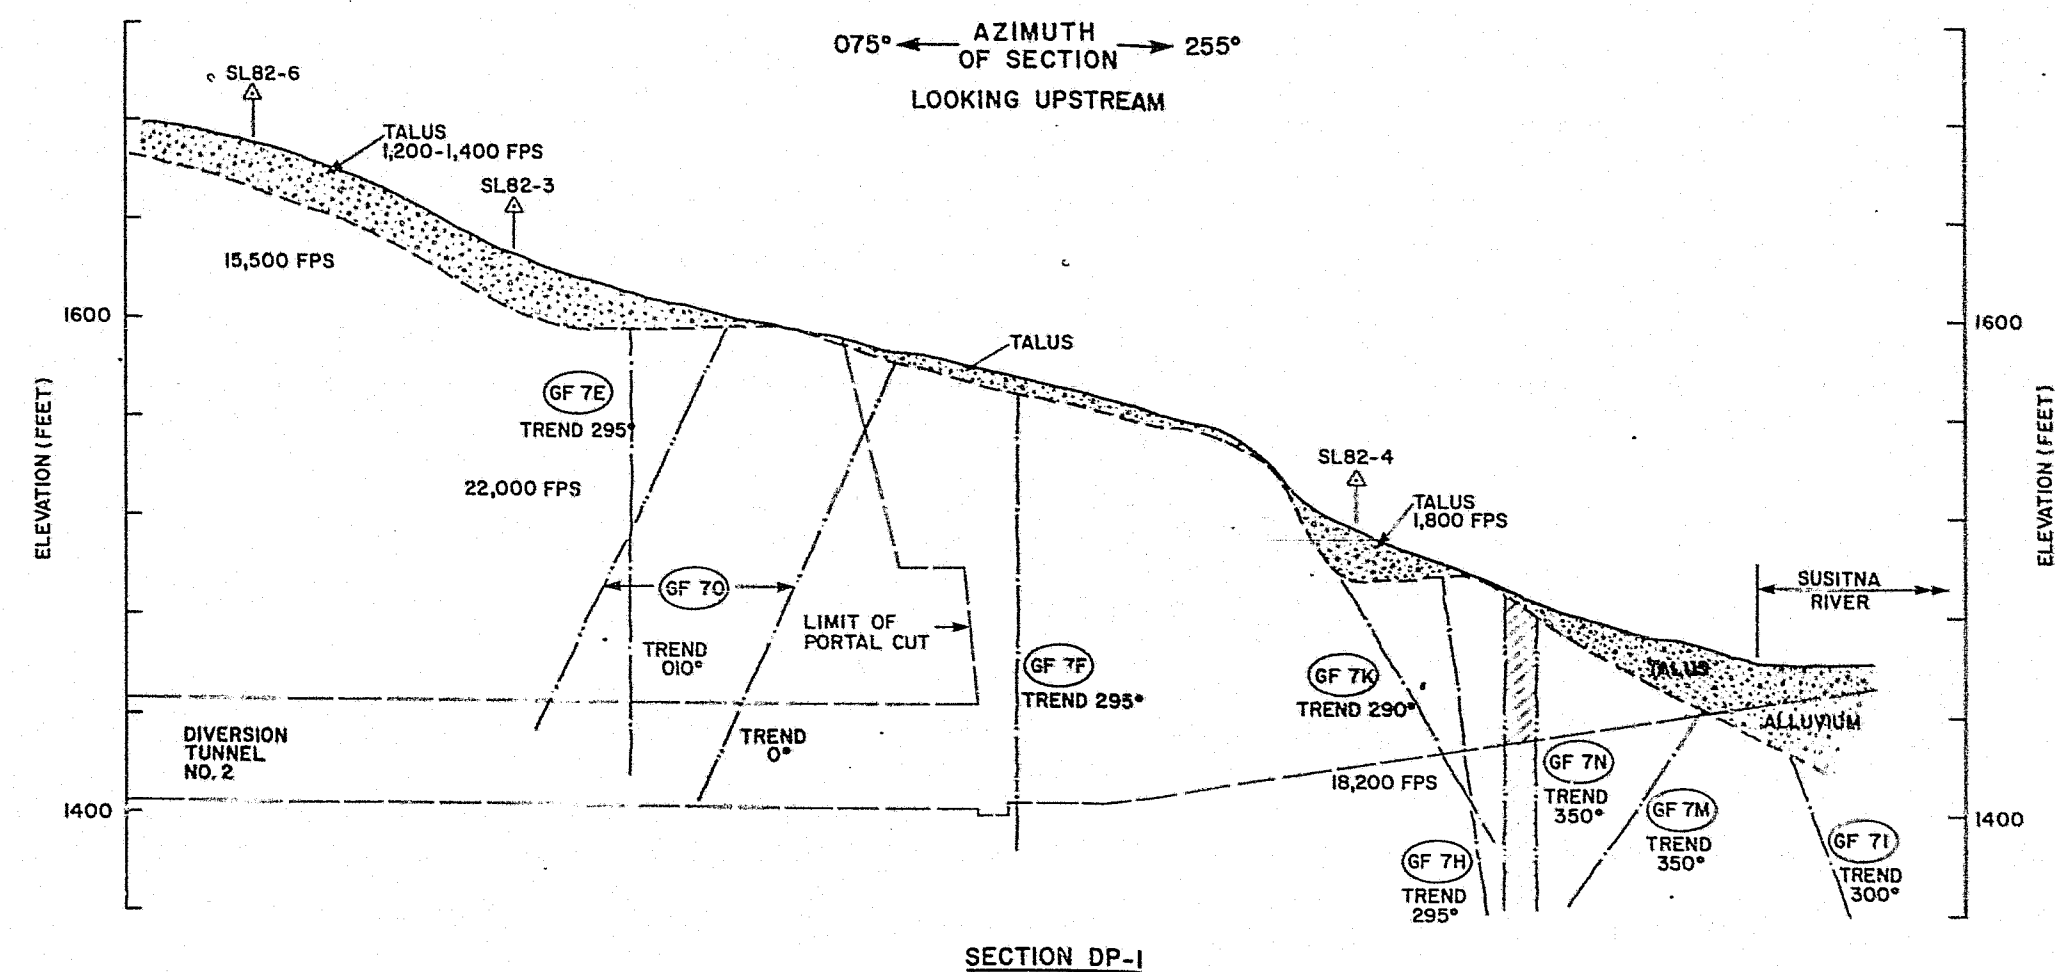 AZIMUTH
075° OF SECTION 255°
LOOKING UPSTREAM
SL82-6
TALUS
1,200-1,400 FPS
SL82-3
15,500 FPS
1600
1600
TALUS
ELEVATION (FEET)
ELEVATION (FEET)
GF 7E
TREND 295°
22,000 FPS
SL82-4
TALUS
1,800 FPS
GF 7O
SUSITNA
RIVER
LIMIT OF
PORTAL CUT
TREND
010°
GF 7F
TREND 295°
GF 7K
TREND 290°
TALUS
ALLUVIUM
DIVERSION
TUNNEL
NO. 2
TREND
0°
18,200 FPS
GF 7N
TREND
350°
1400
1400
GF 7M
TREND
350°
GF 7I
TREND
300°
GF 7H
TREND
295°
SECTION DP-1